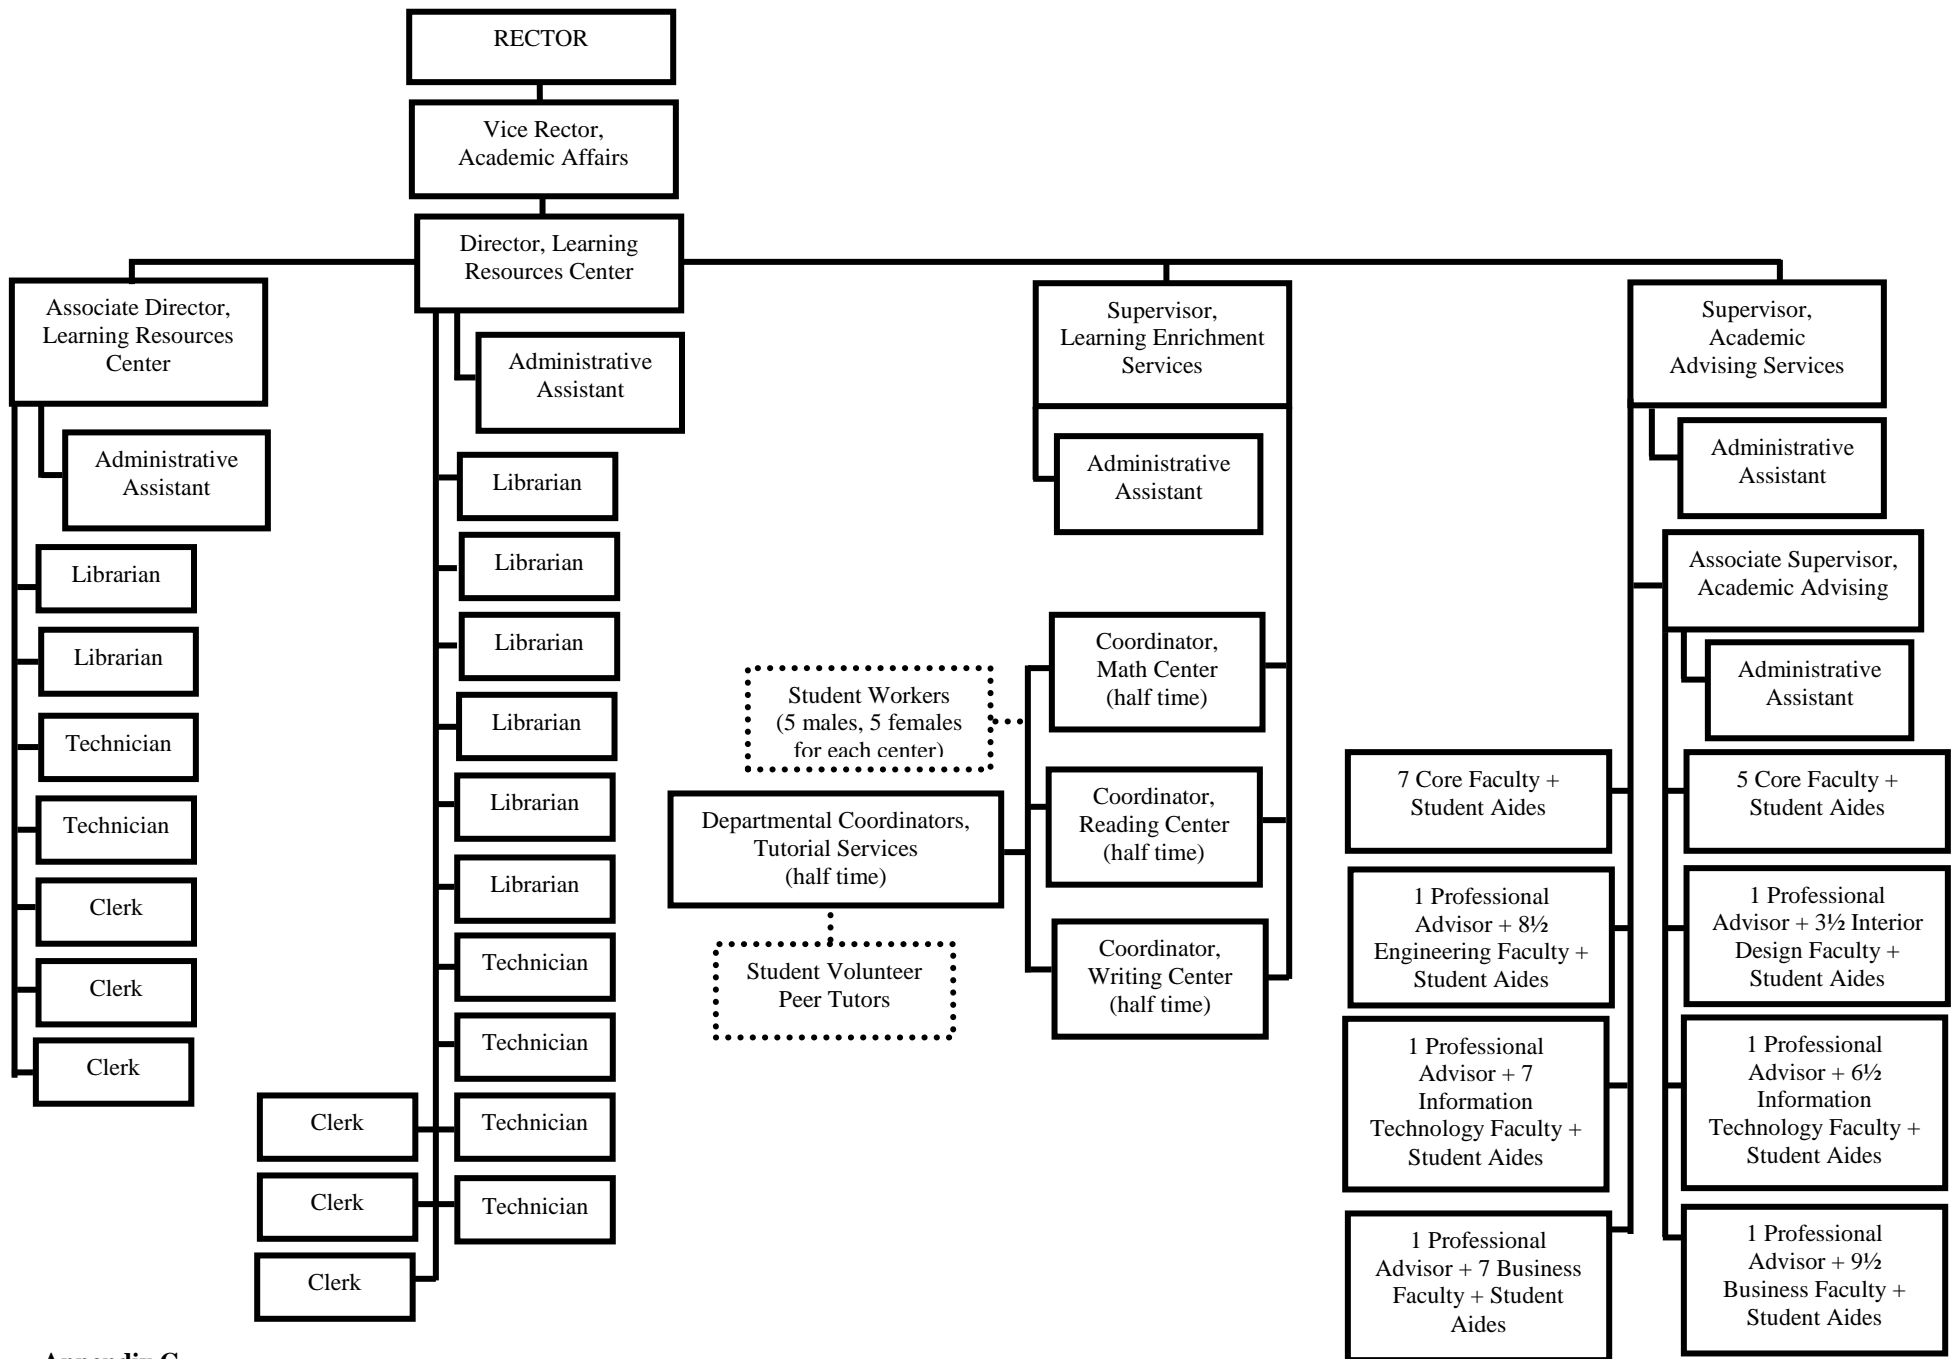 RECTOR
Vice Rector,
Academic Affairs
Director, Learning
Resources Center
Associate Director,
Learning Resources
Center
Administrative
Assistant
Librarian
Librarian
Technician
Technician
Clerk
Clerk
Clerk
Administrative
Assistant
Librarian
Librarian
Librarian
Librarian
Librarian
Librarian
Technician
Technician
Technician
Technician
Clerk
Clerk
Clerk
Supervisor,
Learning Enrichment
Services
Administrative
Assistant
Coordinator,
Math Center
(half time)
Coordinator,
Reading Center
(half time)
Coordinator,
Writing Center
(half time)
Student Workers
(5 males, 5 females
for each center)
Departmental Coordinators,
Tutorial Services
(half time)
Student Volunteer
Peer Tutors
Supervisor,
Academic
Advising Services
Administrative
Assistant
Associate Supervisor,
Academic Advising
Administrative
Assistant
7 Core Faculty +
Student Aides
1 Professional
Advisor + 8½
Engineering Faculty +
Student Aides
1 Professional
Advisor + 7
Information
Technology Faculty +
Student Aides
1 Professional
Advisor + 7 Business
Faculty + Student
Aides
5 Core Faculty +
Student Aides
1 Professional
Advisor + 3½ Interior
Design Faculty +
Student Aides
1 Professional
Advisor + 6½
Information
Technology Faculty +
Student Aides
1 Professional
Advisor + 9½
Business Faculty +
Student Aides
Appendix C